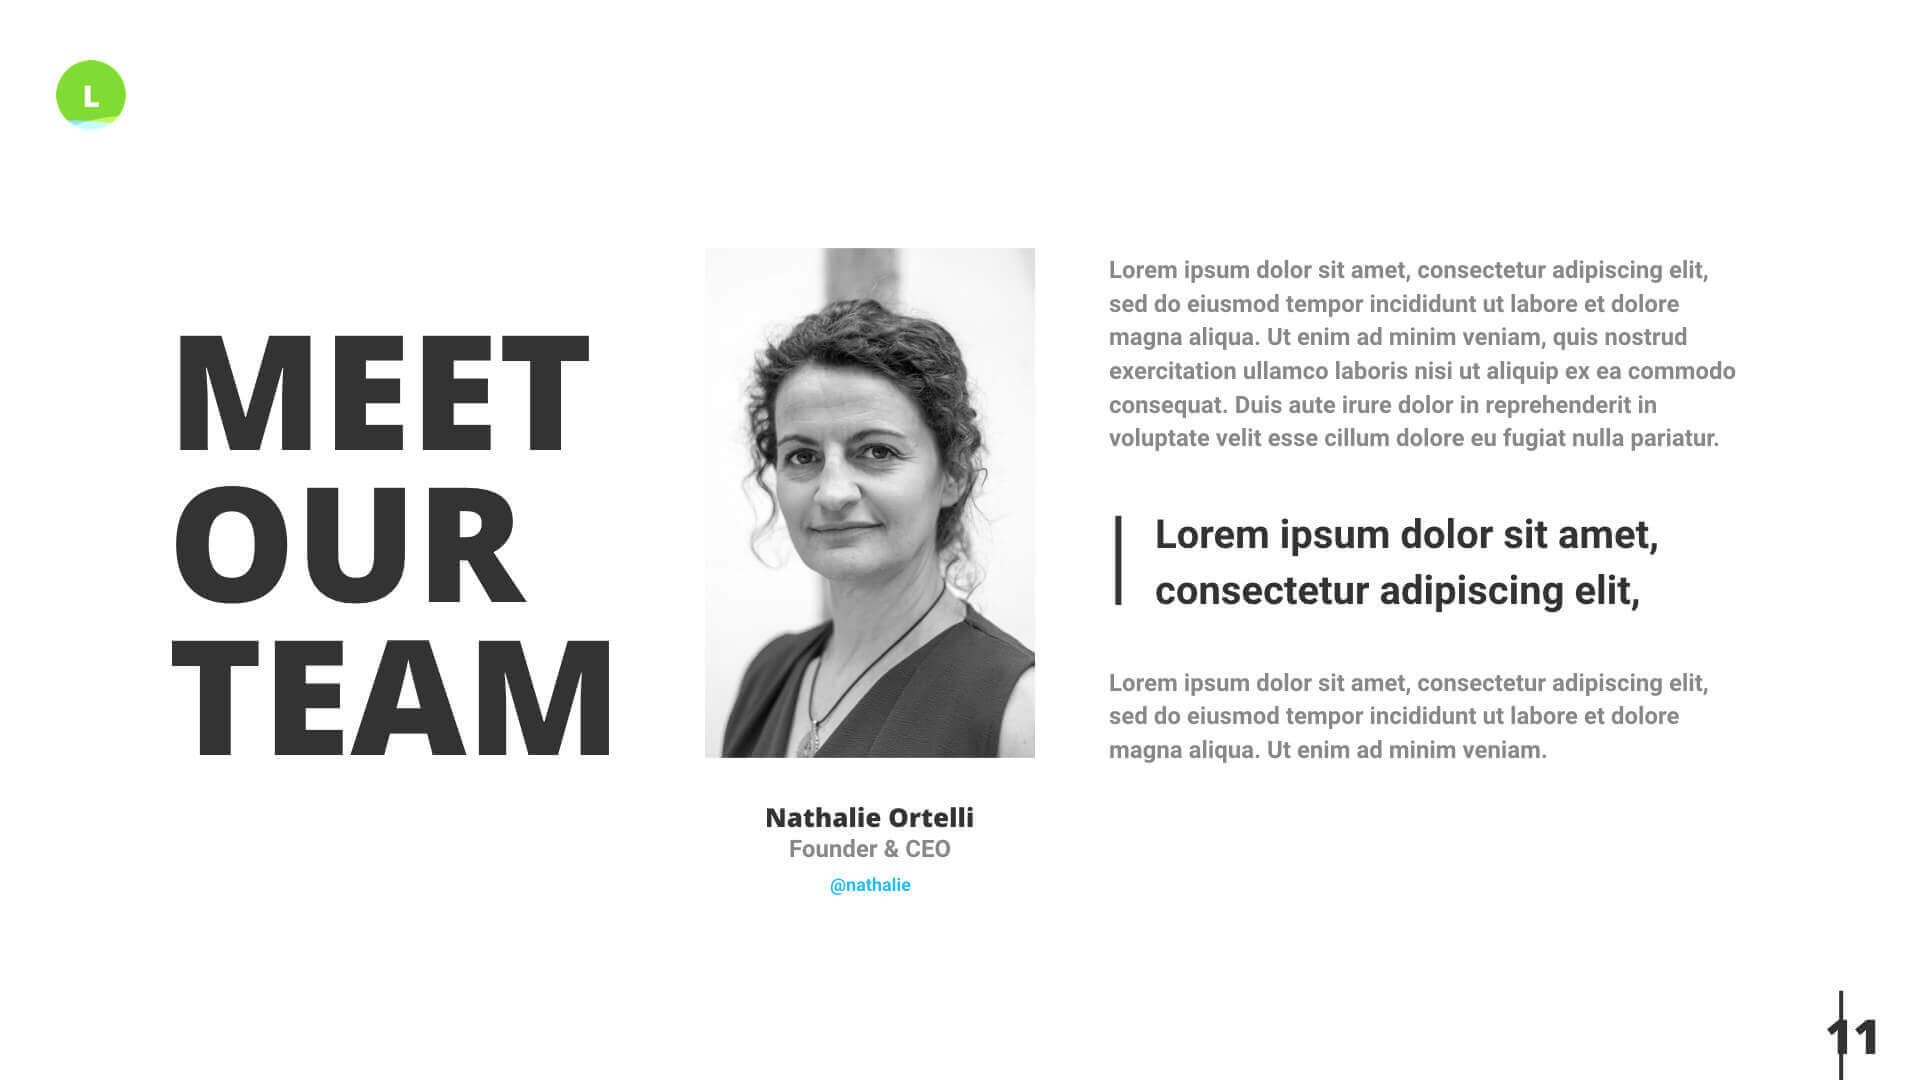 L
MEET
OUR
TEAM
Nathalie Ortelli
Founder & CEO
@nathalie
Lorem ipsum dolor sit amet, consectetur adipiscing elit,
sed do eiusmod tempor incididunt ut labore et dolore
magna aliqua. Ut enim ad minim veniam, quis nostrud
exercitation ullamco laboris nisi ut aliquip ex ea commodo
consequat. Duis aute irure dolor in reprehenderit in
voluptate velit esse cillum dolore eu fugiat nulla pariatur.
Lorem ipsum dolor sit amet,
consectetur adipiscing elit,
Lorem ipsum dolor sit amet, consectetur adipiscing elit,
sed do eiusmod tempor incididunt ut labore et dolore
magna aliqua. Ut enim ad minim veniam.
11